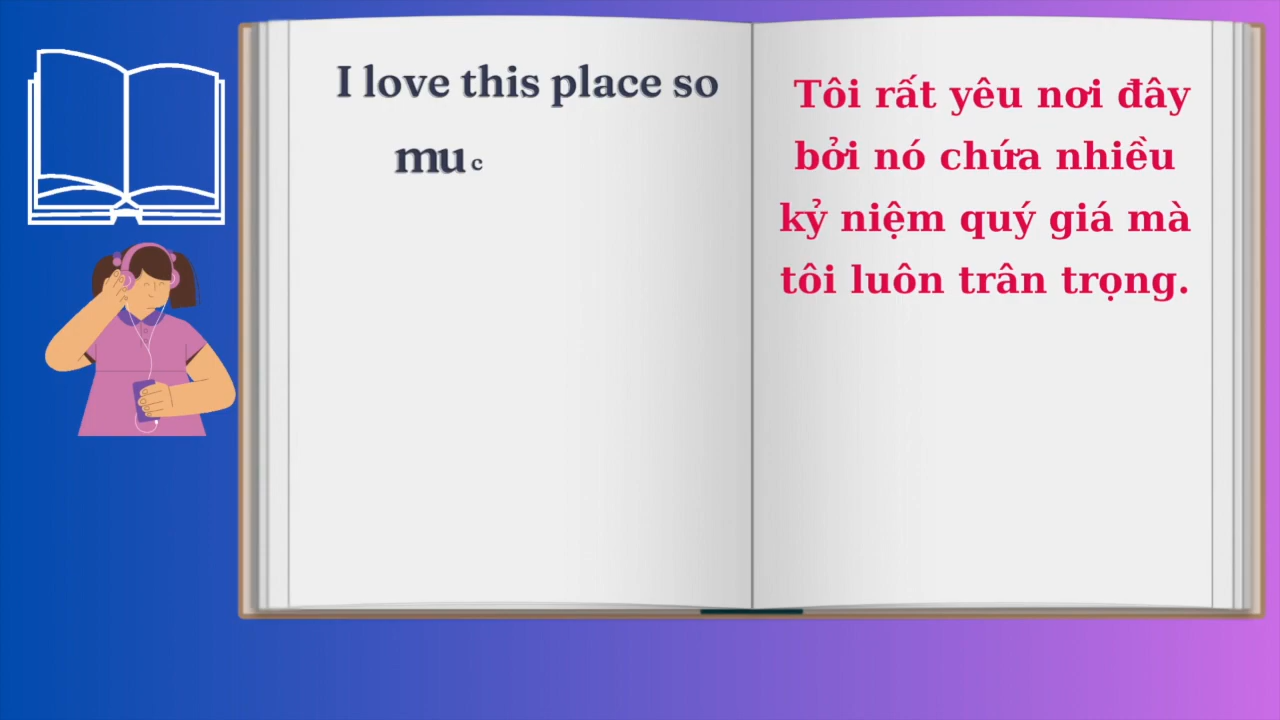 I love this place so
muc
Tôi rất yêu nơi đây
bởi nó chứa nhiều
kỷ niệm quý giá mà
tôi luôn trân trọng.